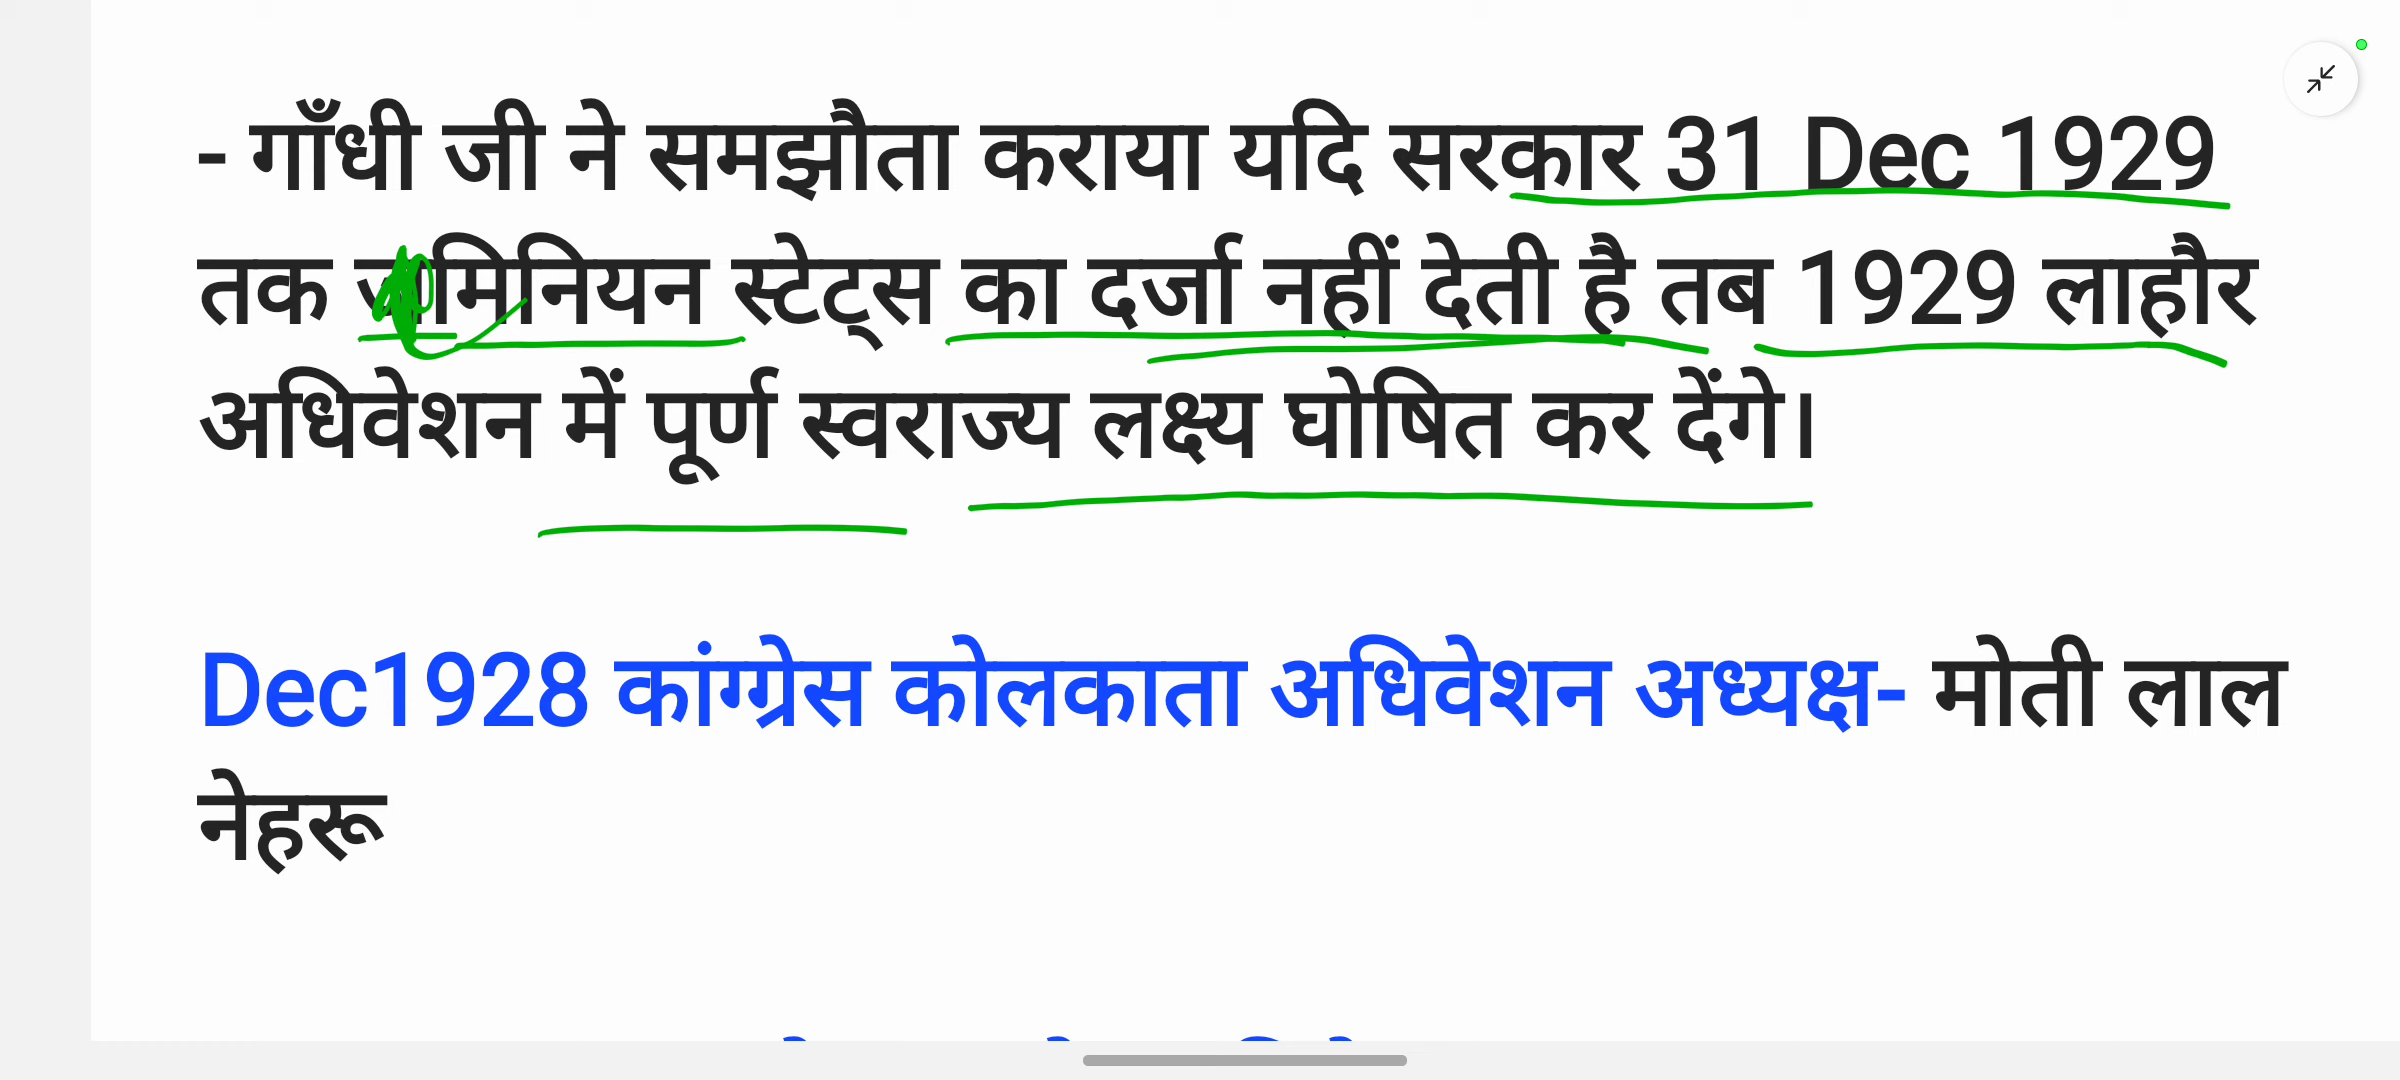 - गाँधी जी ने समझौता कराया यदि सरकार 31 Dec 1929
तक स्टेट्स का दर्जा नहीं देती है तब 1929 लाहौर
अधिवेशन में पूर्ण स्वराज्य लक्ष्य घोषित कर देंगे।
Dec1928 कांग्रेस कोलकाता अधिवेशन अध्यक्ष- मोती लाल
नेहरू